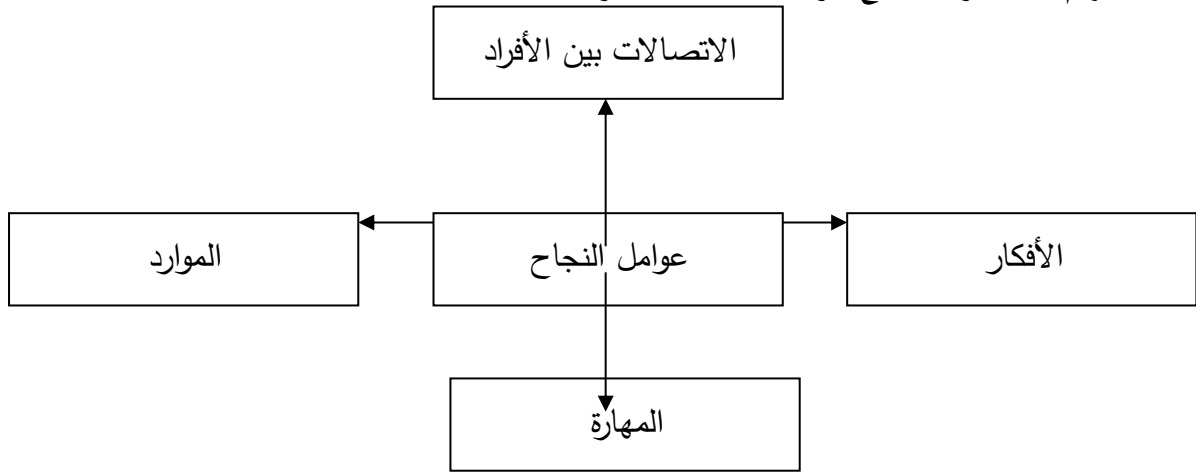 الاتصالات بين الأفراد
الأفكار
عوامل النجاح
الموارد
المهارة